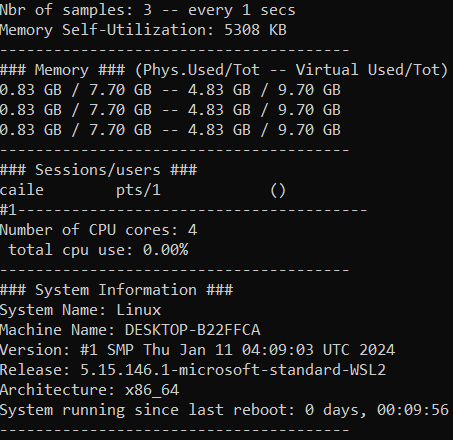 Nbr of samples: 3 -- every 1 secs
Memory Self-Utilization: 5308 KB
---------------------------------------
### Memory ### (Phys.Used/Tot -- Virtual Used/Tot)
0.83 GB / 7.70 GB -- 4.83 GB / 9.70 GB
0.83 GB / 7.70 GB -- 4.83 GB / 9.70 GB
0.83 GB / 7.70 GB -- 4.83 GB / 9.70 GB
---------------------------------------
### Sessions/users ###
caile        pts/1            ()
#1---------------------------------------
Number of CPU cores: 4
 total cpu use: 0.00%
---------------------------------------
### System Information ###
System Name: Linux
Machine Name: DESKTOP-B22FFCA
Version: #1 SMP Thu Jan 11 04:09:03 UTC 2024
Release: 5.15.146.1-microsoft-standard-WSL2
Architecture: x86_64
System running since last reboot: 0 days, 00:09:56
---------------------------------------